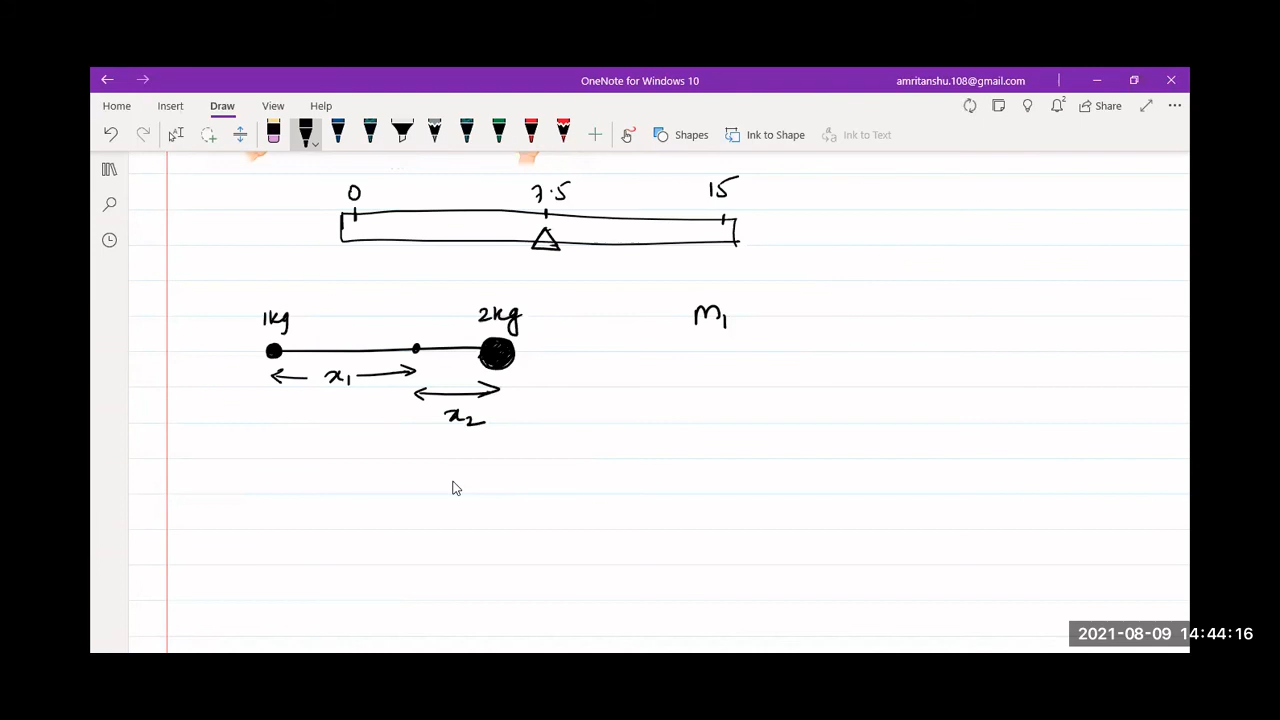 OneNote for Windows 10
amritanshu.108@gmail.com
Home Insert Draw View Help
2
Share
Shapes Ink to Shape Ink to Text
0 7.5 15
1kg 2kg m₁
x₁
x₂
2021-08-09 14:44:16